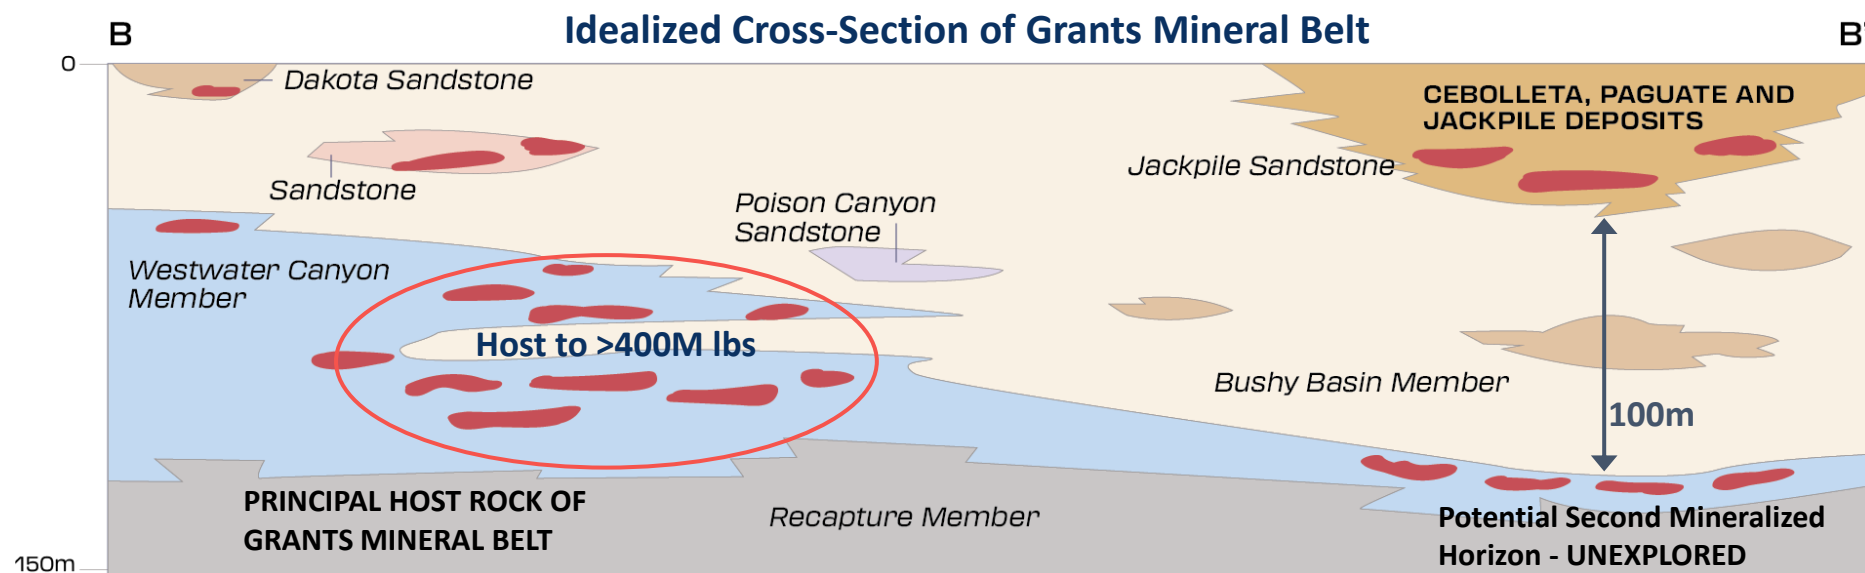 Idealized Cross-Section of Grants Mineral Belt
B
B'
0
Dakota Sandstone
CEBOLLETA, PAGUATE AND
JACKPILE DEPOSITS
Jackpile Sandstone
Sandstone
Poison Canyon
Sandstone
Westwater Canyon
Member
Host to >400M lbs
Bushy Basin Member
100m
PRINCIPAL HOST ROCK OF
GRANTS MINERAL BELT
Recapture Member
Potential Second Mineralized
Horizon - UNEXPLORED
150m